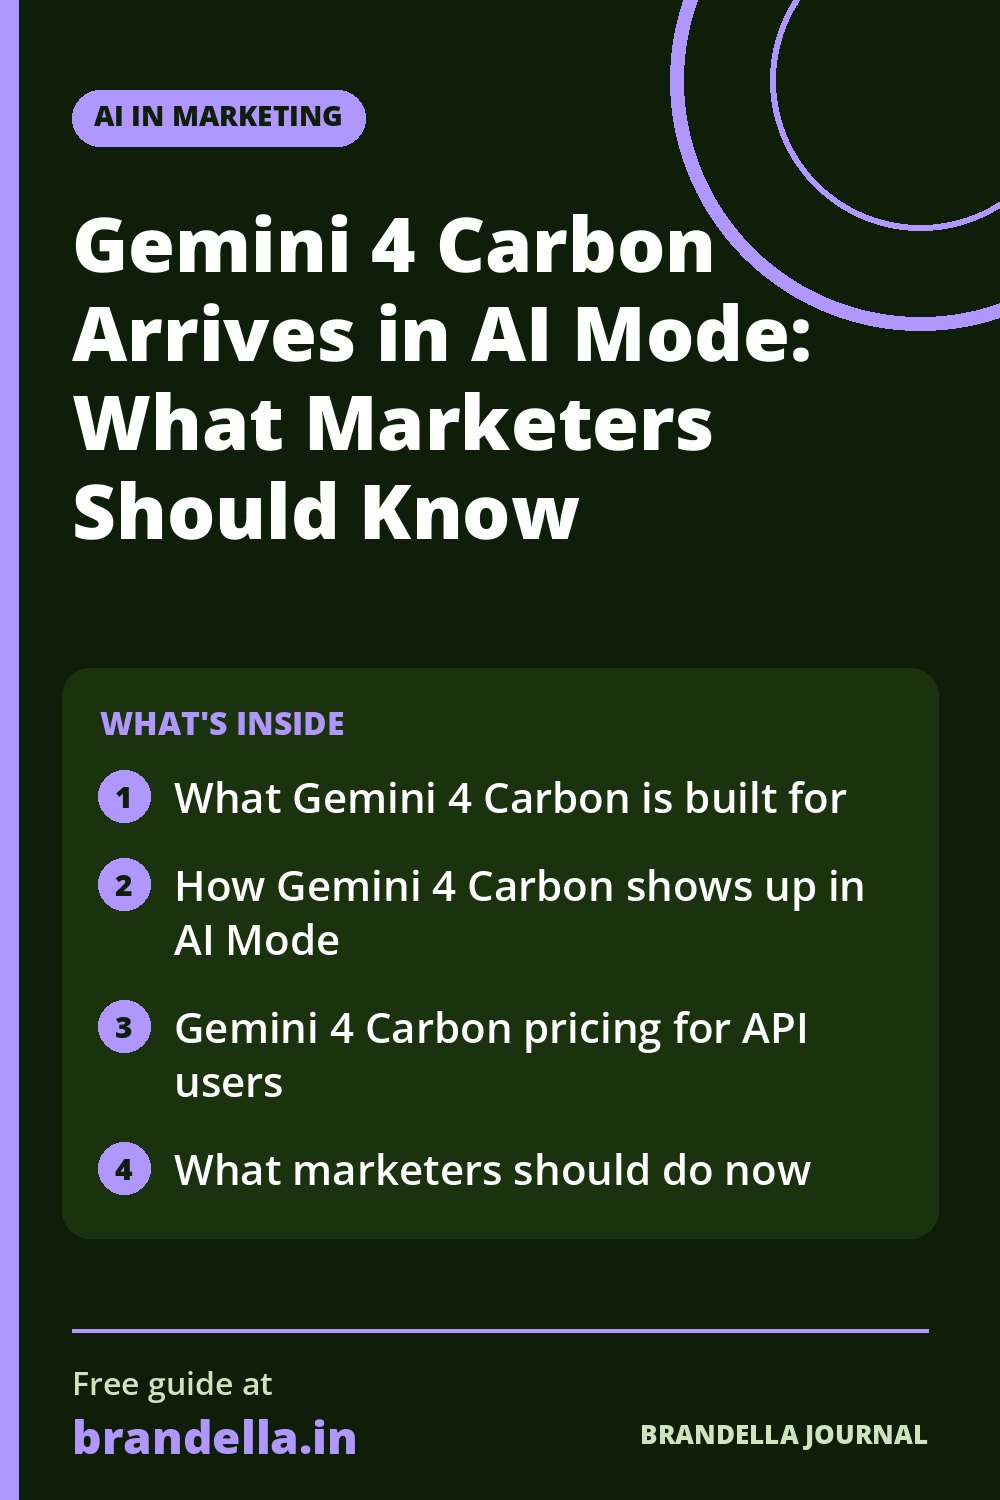 AI IN MARKETING
Gemini 4 Carbon
Arrives in AI Mode:
What Marketers
Should Know
WHAT'S INSIDE
1 What Gemini 4 Carbon is built for
2 How Gemini 4 Carbon shows up in
AI Mode
3 Gemini 4 Carbon pricing for API
users
4 What marketers should do now
Free guide at
brandella.in
BRANDELLA JOURNAL